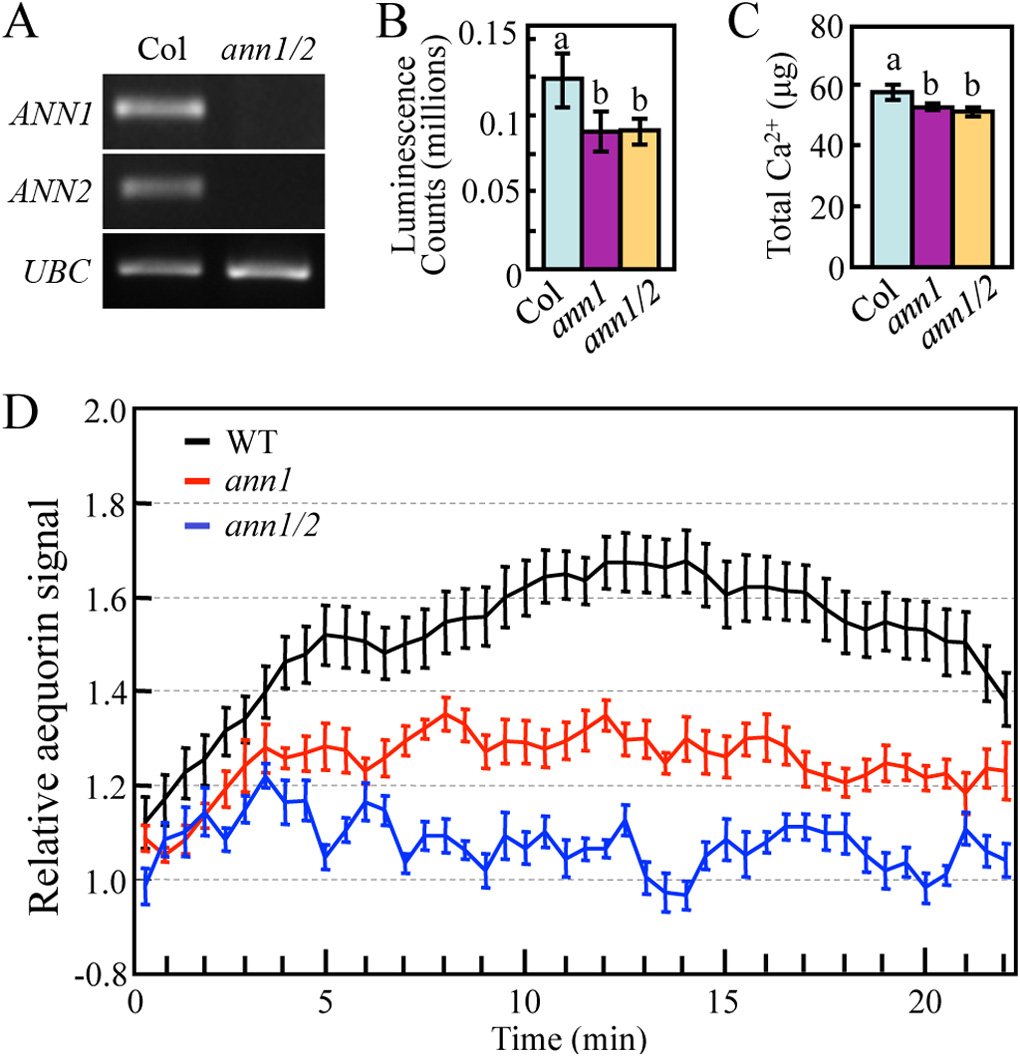 A
Col ann1/2
ANN1
ANN2
UBC
B
Luminescence
Counts (millions)
0.15
0.1
0.05
0
a
b
b
Col
ann1
ann1/2
C
Total Ca²⁺ (µg)
80
60
40
20
0
a
b
b
Col
ann1
ann1/2
D
Relative aequorin signal
2.0
1.8
1.6
1.4
1.2
1.0
-0.8
WT
ann1
ann1/2
0 5 10 15 20
Time (min)